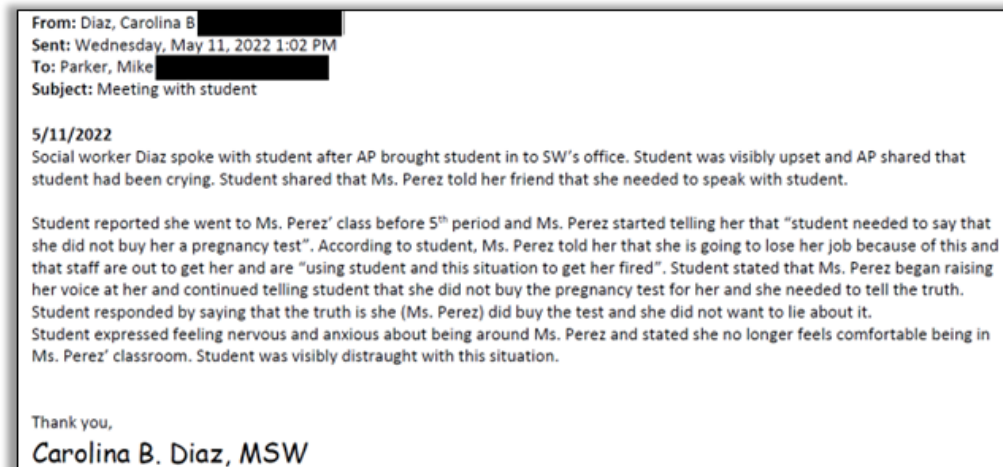 From: Diaz, Carolina B
Sent: Wednesday, May 11, 2022 1:02 PM
To: Parker, Mike
Subject: Meeting with student
5/11/2022
Social worker Diaz spoke with student after AP brought student in to SW's office. Student was visibly upset and AP shared that
student had been crying. Student shared that Ms. Perez told her friend that she needed to speak with student.
Student reported she went to Ms. Perez' class before 5th period and Ms. Perez started telling her that "student needed to say that
she did not buy her a pregnancy test". According to student, Ms. Perez told her that she is going to lose her job because of this and
that staff are out to get her and are "using student and this situation to get her fired". Student stated that Ms. Perez began raising
her voice at her and continued telling student that she did not buy the pregnancy test for her and she needed to tell the truth.
Student responded by saying that the truth is she (Ms. Perez) did buy the test and she did not want to lie about it.
Student expressed feeling nervous and anxious about being around Ms. Perez and stated she no longer feels comfortable being in
Ms. Perez' classroom. Student was visibly distraught with this situation.
Thank you,
Carolina B. Diaz, MSW